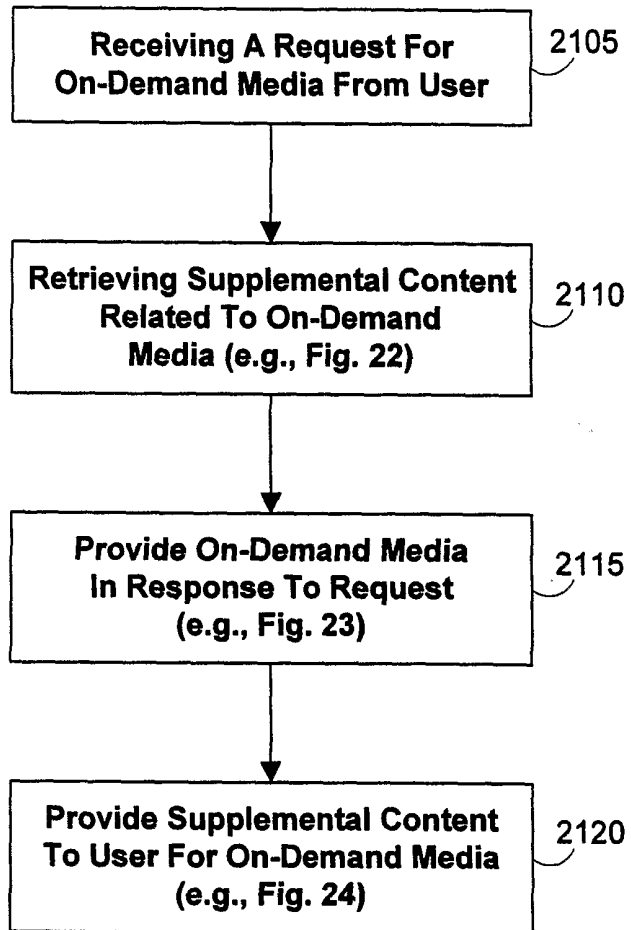 Receiving A Request For
On-Demand Media From User
2105
Retrieving Supplemental Content
Related To On-Demand
Media (e.g., Fig. 22)
2110
Provide On-Demand Media
In Response To Request
(e.g., Fig. 23)
2115
Provide Supplemental Content
To User For On-Demand Media
(e.g., Fig. 24)
2120